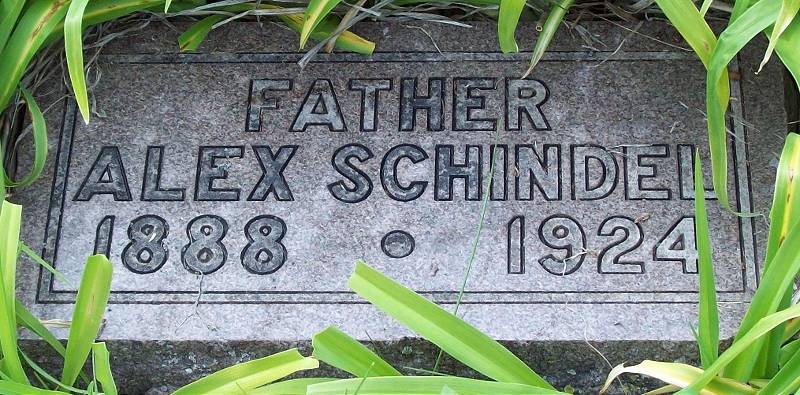 FATHER
ALEX SCHINDEL
1888 • 1924